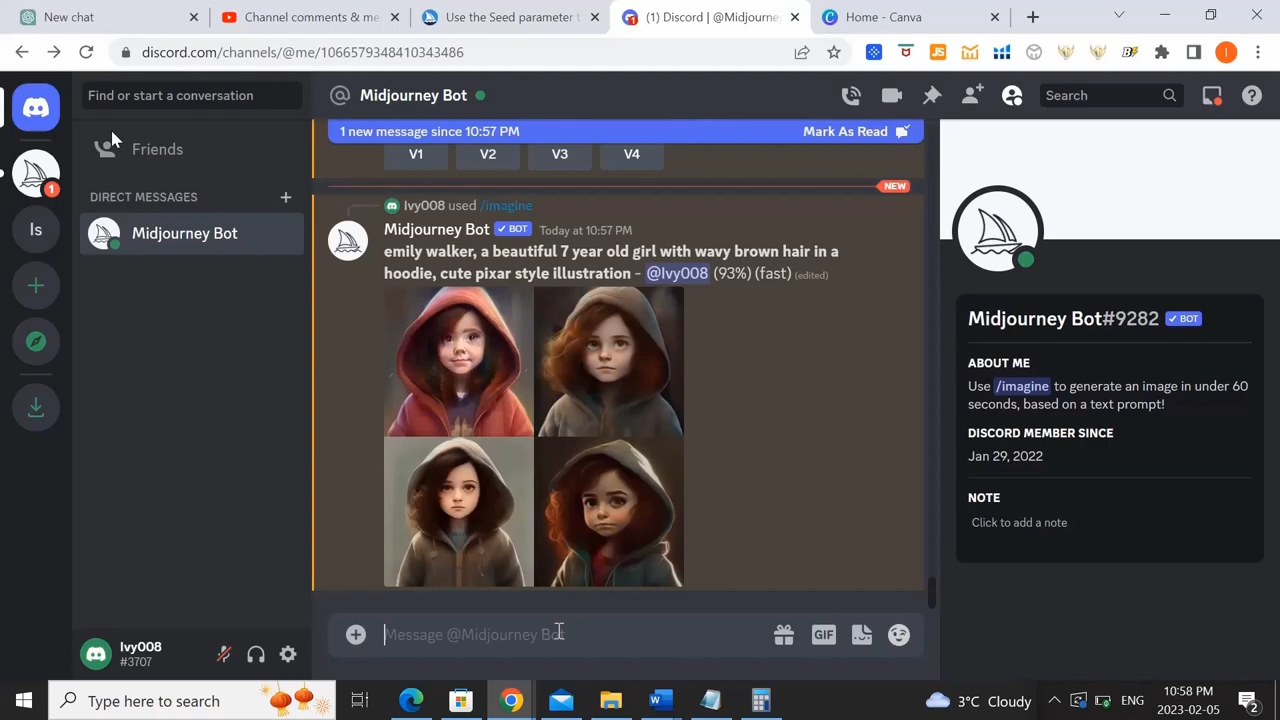 New chat
Channel comments & me
Use the Seed parameter t
(1) Discord | @Midjourne
Home - Canva
discord.com/channels/@me/1066579348410343486
I
Find or start a conversation
Midjourney Bot
Search
Friends
DIRECT MESSAGES
Midjourney Bot
1
Is
1 new message since 10:57 PM
Mark As Read
V1
V2
V3
V4
NEW
Ivy008 used /imagine
Midjourney Bot BOT Today at 10:57 PM
emily walker, a beautiful 7 year old girl with wavy brown hair in a
hoodie, cute pixar style illustration - @Ivy008 (93%) (fast) (edited)
Message @Midjourney Bot
GIF
Midjourney Bot#9282 BOT
ABOUT ME
Use /imagine to generate an image in under 60
seconds, based on a text prompt!
DISCORD MEMBER SINCE
Jan 29, 2022
NOTE
Click to add a note
Ivy008
#3707
Type here to search
3°C Cloudy
ENG
10:58 PM
2023-02-05
2